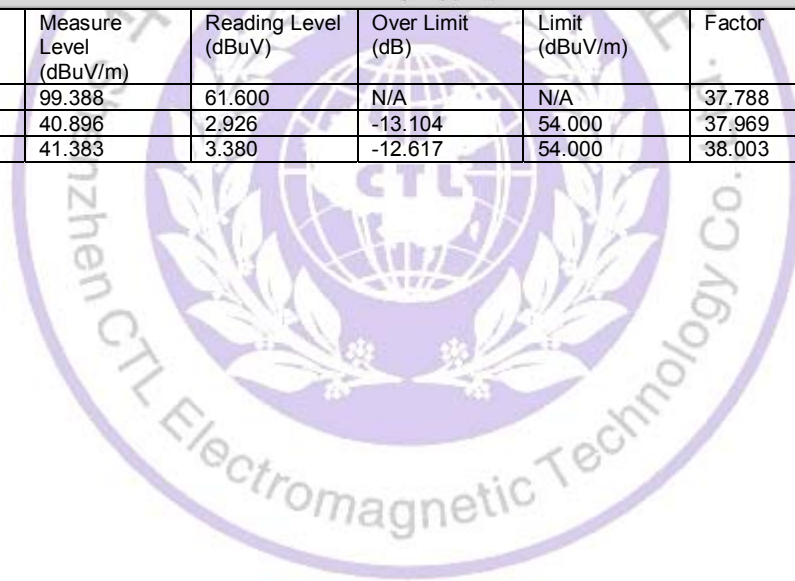 Measure Level (dBuV/m) Reading Level (dBuV) Over Limit (dB) Limit (dBuV/m) Factor
99.388 61.600 N/A N/A 37.788
40.896 2.926 -13.104 54.000 37.969
41.383 3.380 -12.617 54.000 38.003
CTL
nzhen CTL Electromagnetic Technology Co.